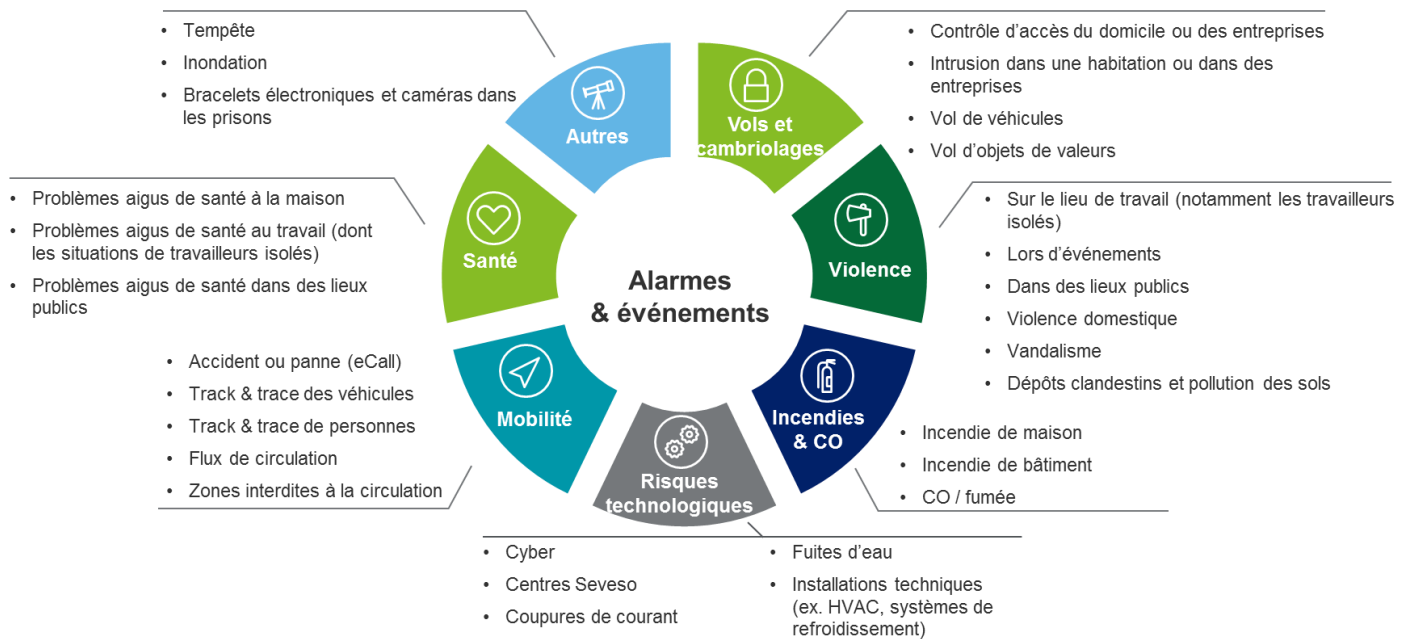 • Tempête
• Inondation
• Bracelets électroniques et caméras dans
les prisons
Autres
Vols et
cambriolages
• Contrôle d’accès du domicile ou des entreprises
• Intrusion dans une habitation ou dans des
entreprises
• Vol de véhicules
• Vol d’objets de valeurs
• Problèmes aigus de santé à la maison
• Problèmes aigus de santé au travail (dont
les situations de travailleurs isolés)
• Problèmes aigus de santé dans des lieux
publics
Santé
Alarmes
& événements
Violence
• Sur le lieu de travail (notamment les travailleurs
isolés)
• Lors d’événements
• Dans des lieux publics
• Violence domestique
• Vandalisme
• Dépôts clandestins et pollution des sols
• Accident ou panne (eCall)
• Track & trace des véhicules
• Track & trace de personnes
• Flux de circulation
• Zones interdites à la circulation
Mobilité
Incendies
& CO
• Incendie de maison
• Incendie de bâtiment
• CO / fumée
Risques
technologiques
• Cyber
• Centres Seveso
• Coupures de courant
• Fuites d’eau
• Installations techniques
(ex. HVAC, systèmes de
refroidissement)